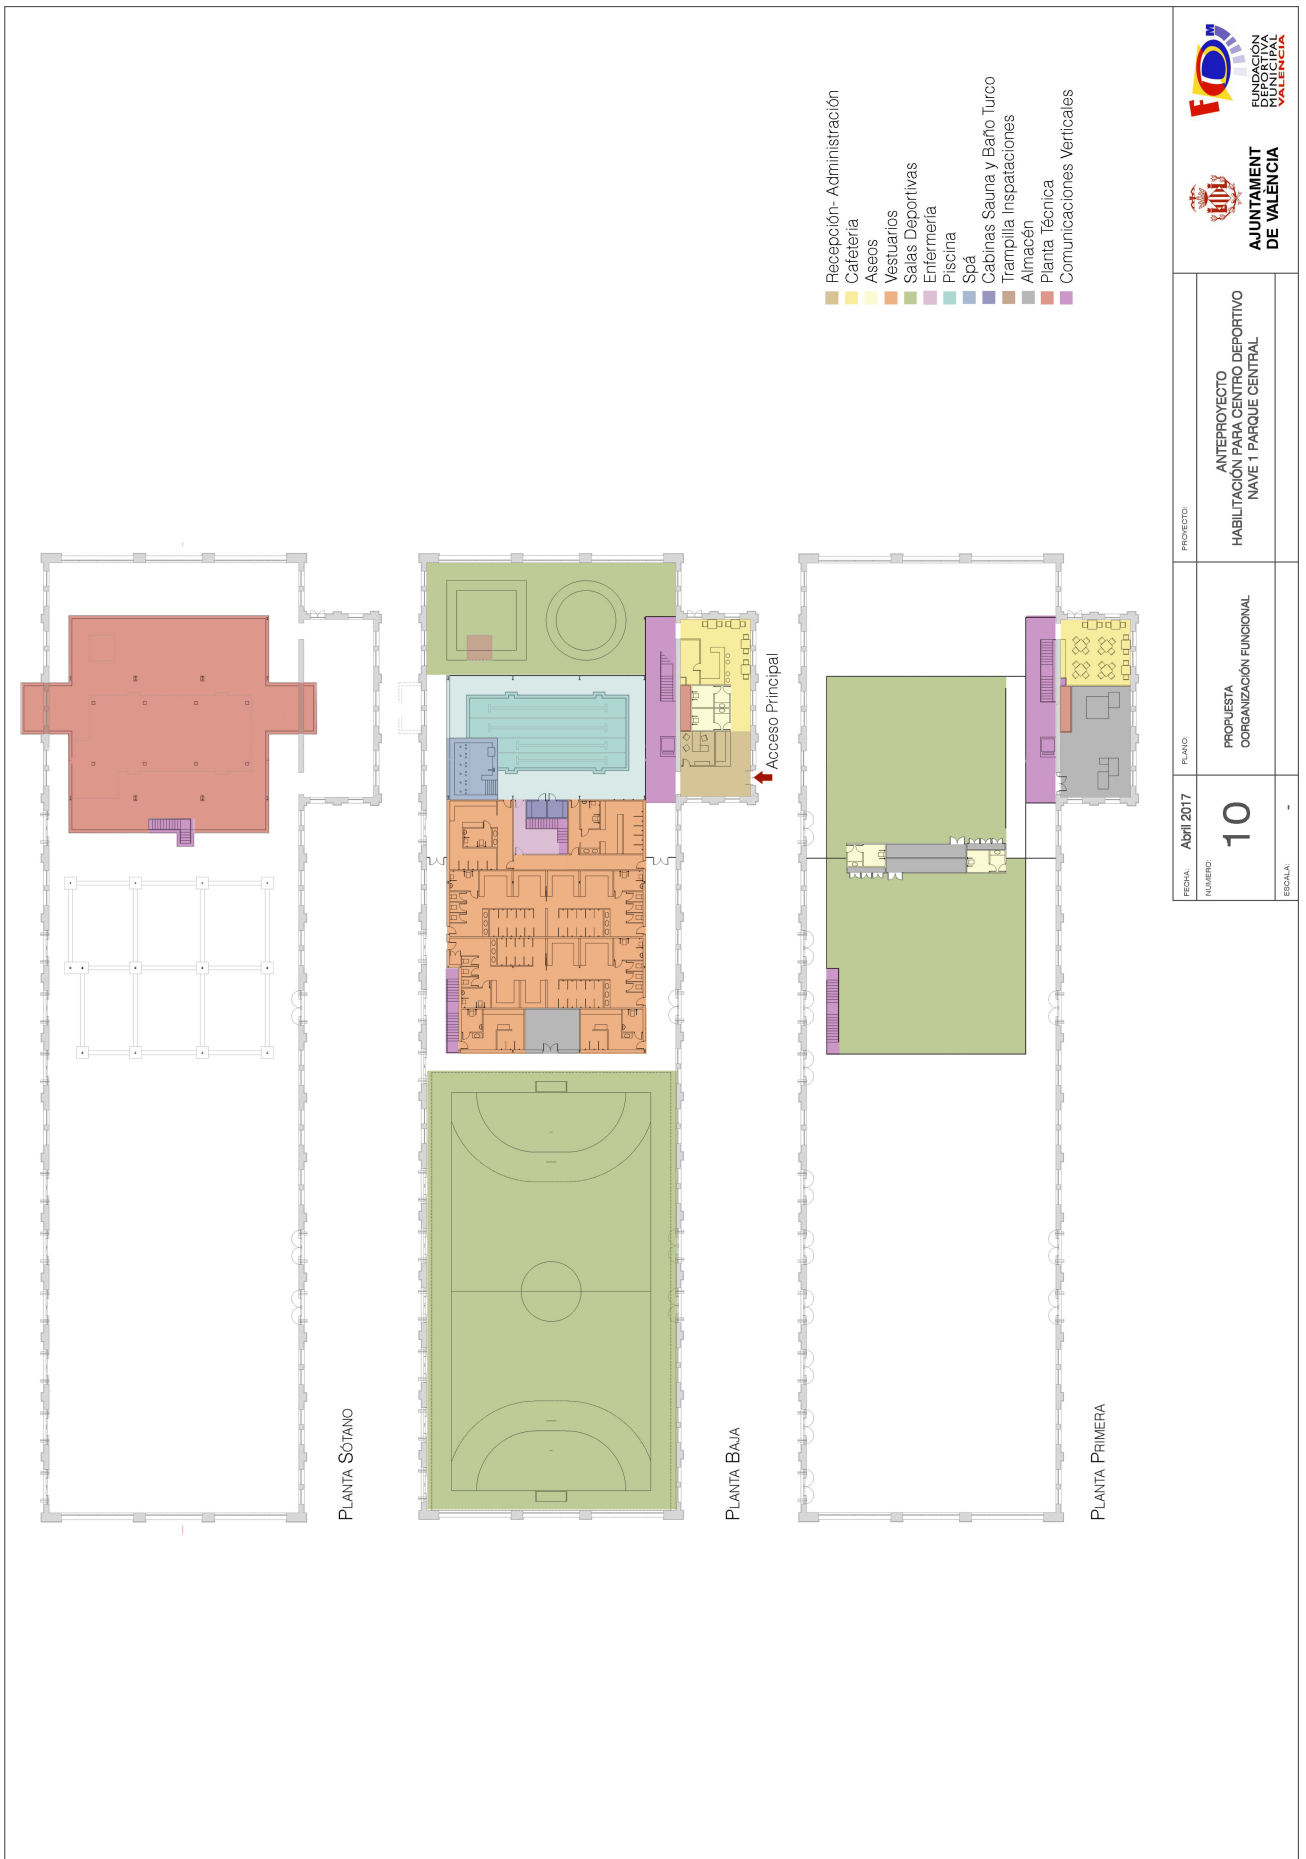 PLANTA SÓTANO
PLANTA BAJA
Acceso Principal
PLANTA PRIMERA
Recepción- Administración
Cafetería
Aseos
Vestuarios
Salas Deportivas
Enfermería
Piscina
Spá
Cabinas Sauna y Baño Turco
Trampilla Inspataciones
Almacén
Planta Técnica
Comunicaciones Verticales
FECHA: Abril 2017
NUMERO:
10
ESCALA: -
PLANO:
PROPUESTA
OORGANIZACIÓN FUNCIONAL
PROYECTO:
ANTEPROYECTO
HABILITACIÓN PARA CENTRO DEPORTIVO
NAVE 1 PARQUE CENTRAL
AJUNTAMENT
DE VALÈNCIA
F D M
FUNDACIÓN
DEPORTIVA
MUNICIPAL
VALENCIA